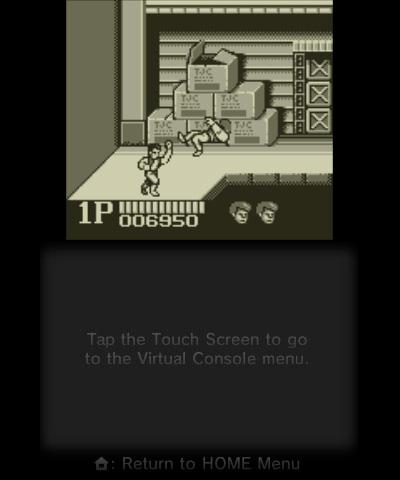 TJC
TJC
TJC
TJC
TJC
1P
006950
Tap the Touch Screen to go
to the Virtual Console menu.
: Return to HOME Menu